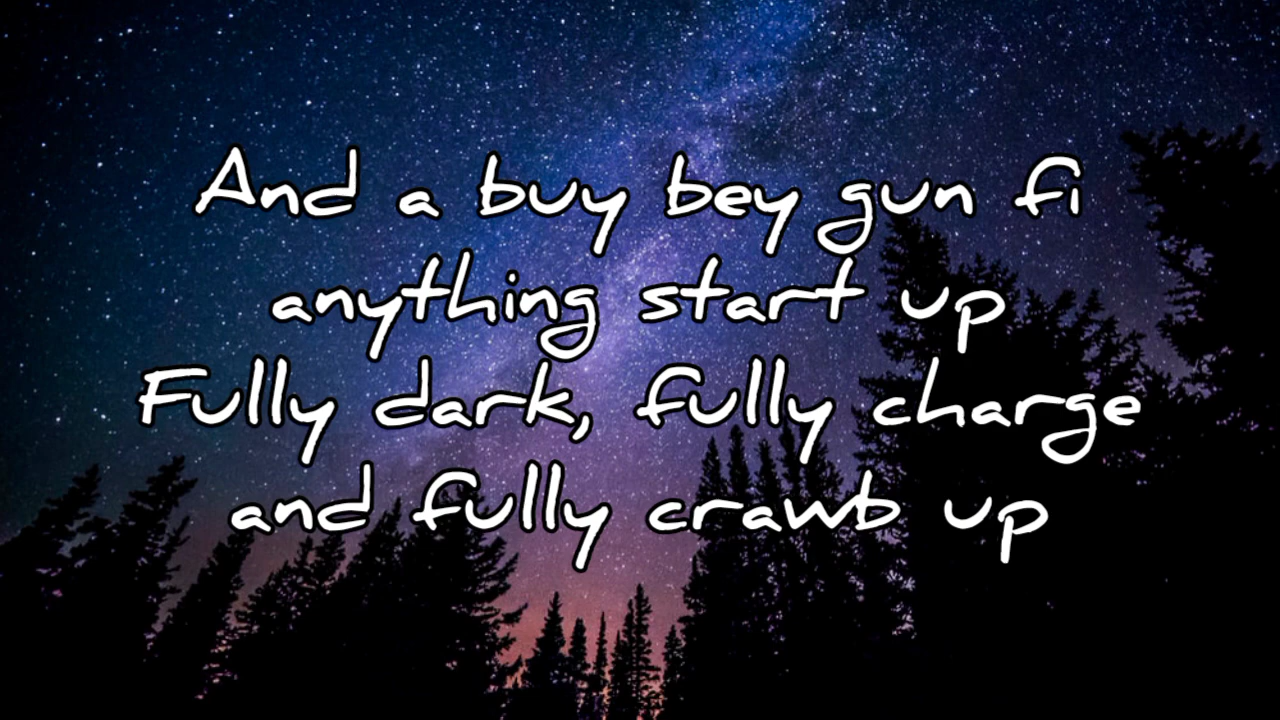 And a buy bey gun fi
anything start up
Fully dark, fully charge
and fully crawb up